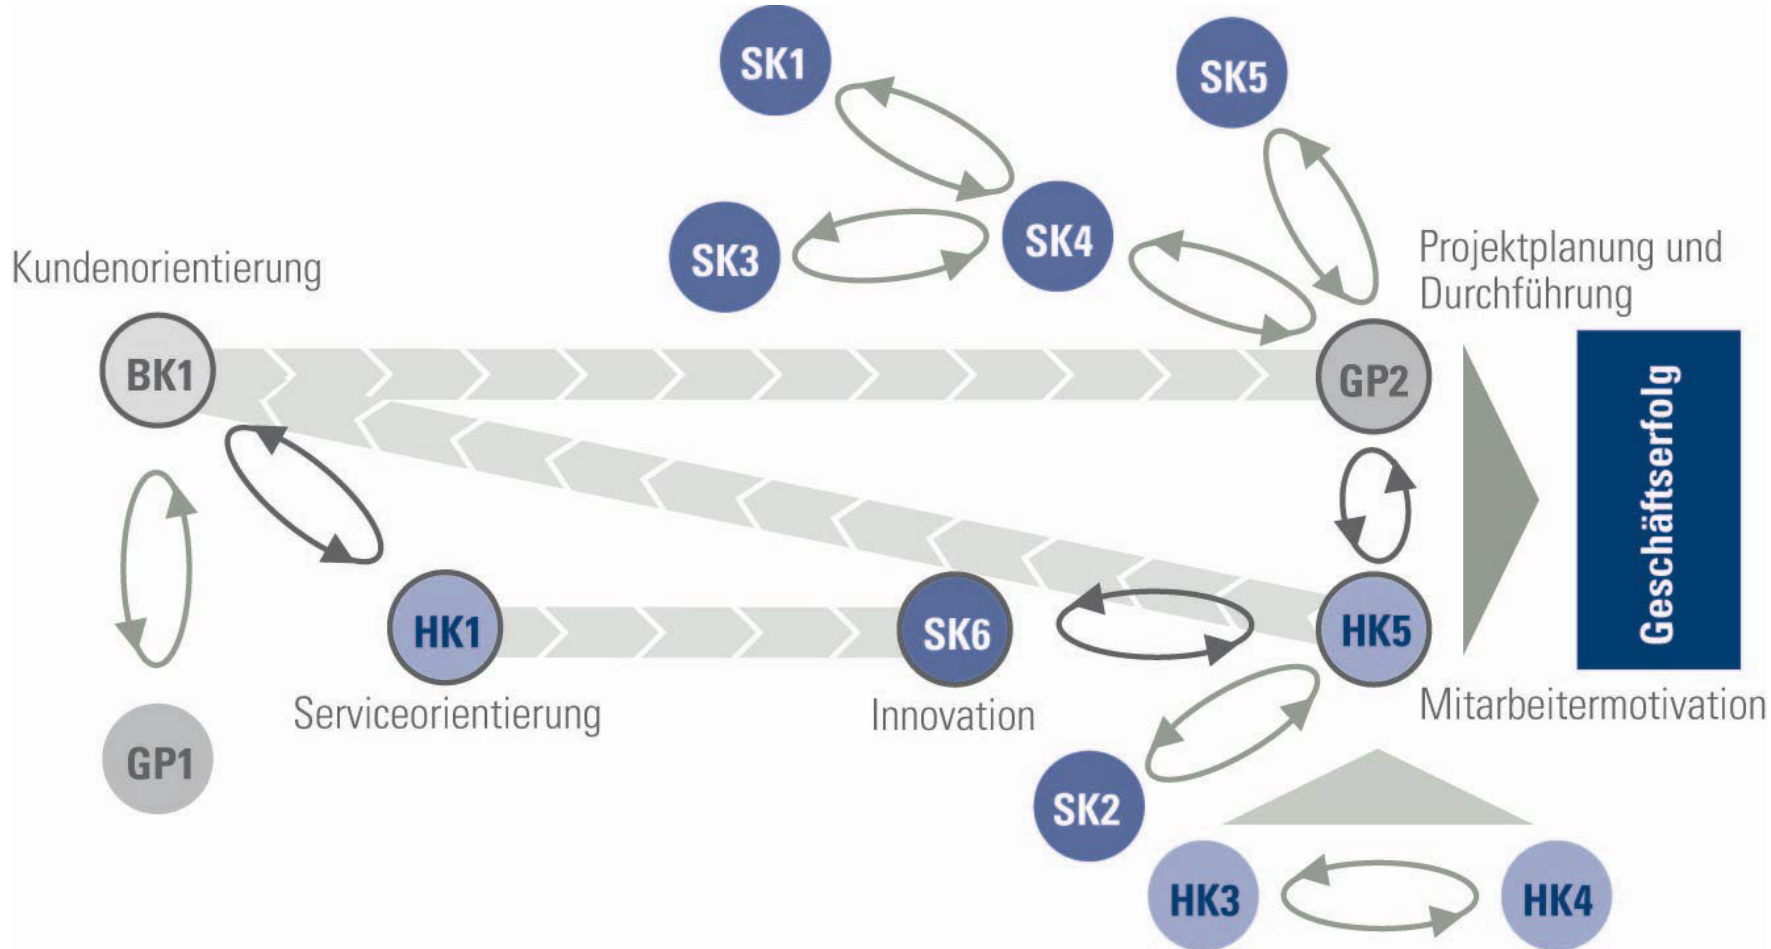 SK1
SK5
SK3
SK4
Kundenorientierung
Projektplanung und
Durchführung
BK1
GP2
Geschäftserfolg
HK1
SK6
HK5
Serviceorientierung
Innovation
Mitarbeitermotivation
GP1
SK2
HK3
HK4